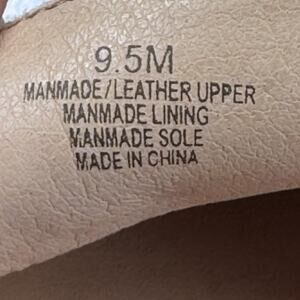 9.5M
MANMADE/LEATHER UPPER
MANMADE LINING
MANMADE SOLE
MADE IN CHINA